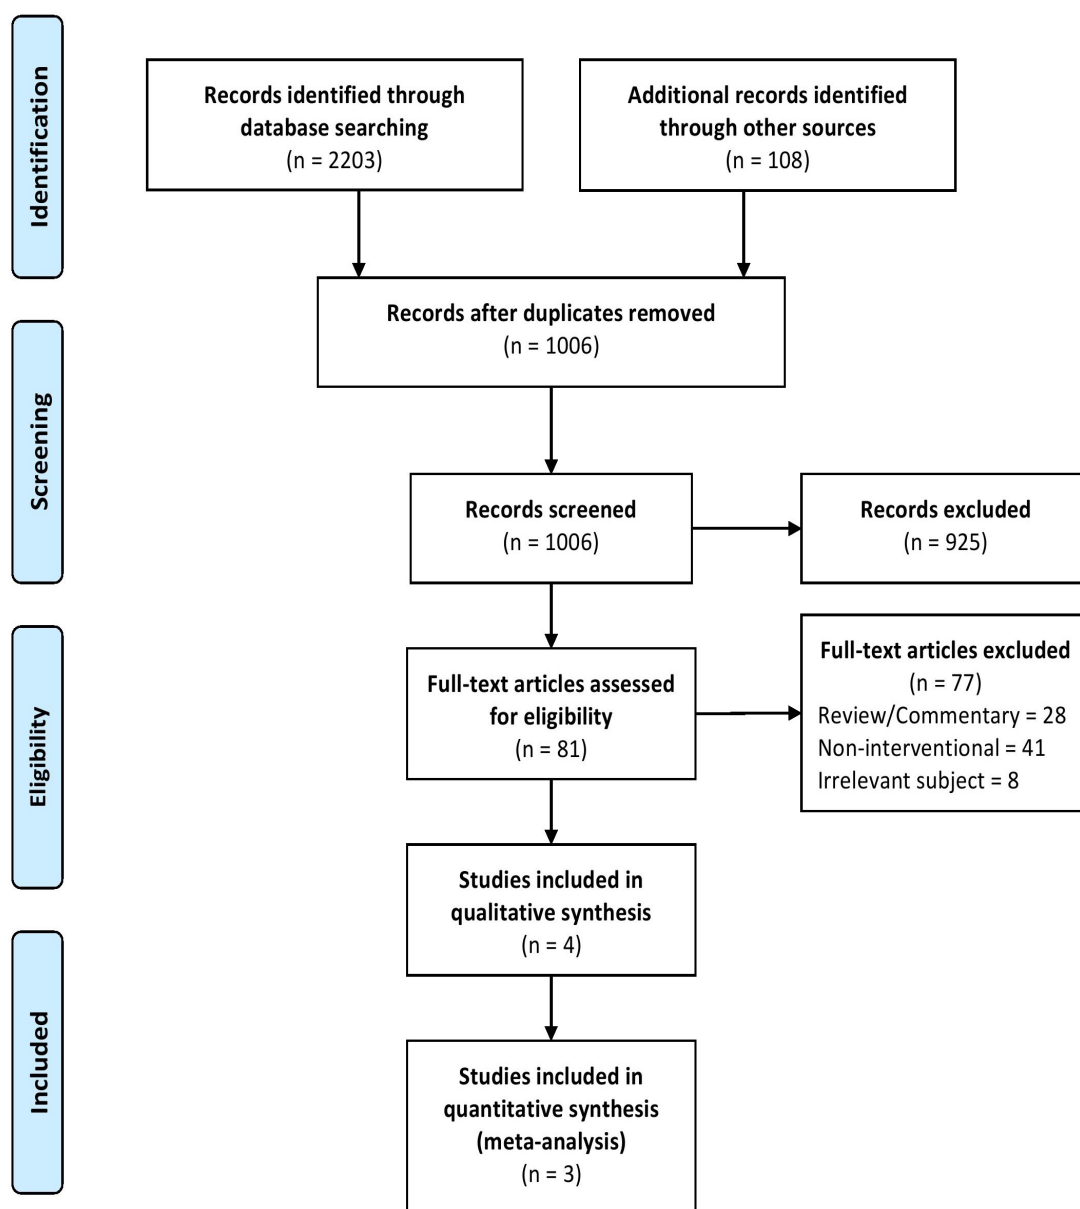 Identification
Records identified through
database searching
(n = 2203)
Additional records identified
through other sources
(n = 108)
Records after duplicates removed
(n = 1006)
Screening
Records screened
(n = 1006)
Records excluded
(n = 925)
Eligibility
Full-text articles assessed
for eligibility
(n = 81)
Full-text articles excluded
(n = 77)
Review/Commentary = 28
Non-interventional = 41
Irrelevant subject = 8
Studies included in
qualitative synthesis
(n = 4)
Included
Studies included in
quantitative synthesis
(meta-analysis)
(n = 3)